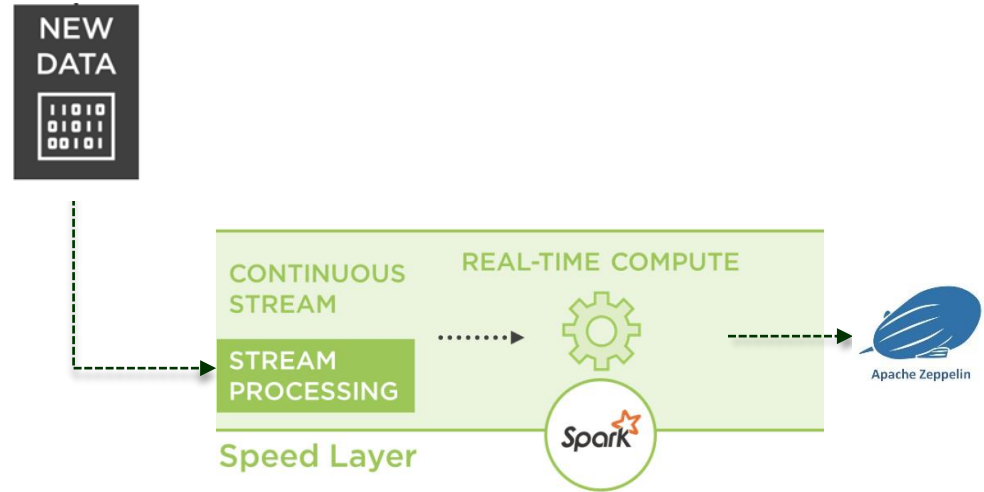 NEW
DATA
11010
01011
00101
CONTINUOUS
STREAM
REAL-TIME COMPUTE
STREAM
PROCESSING
Apache Zeppelin
Spark
Speed Layer